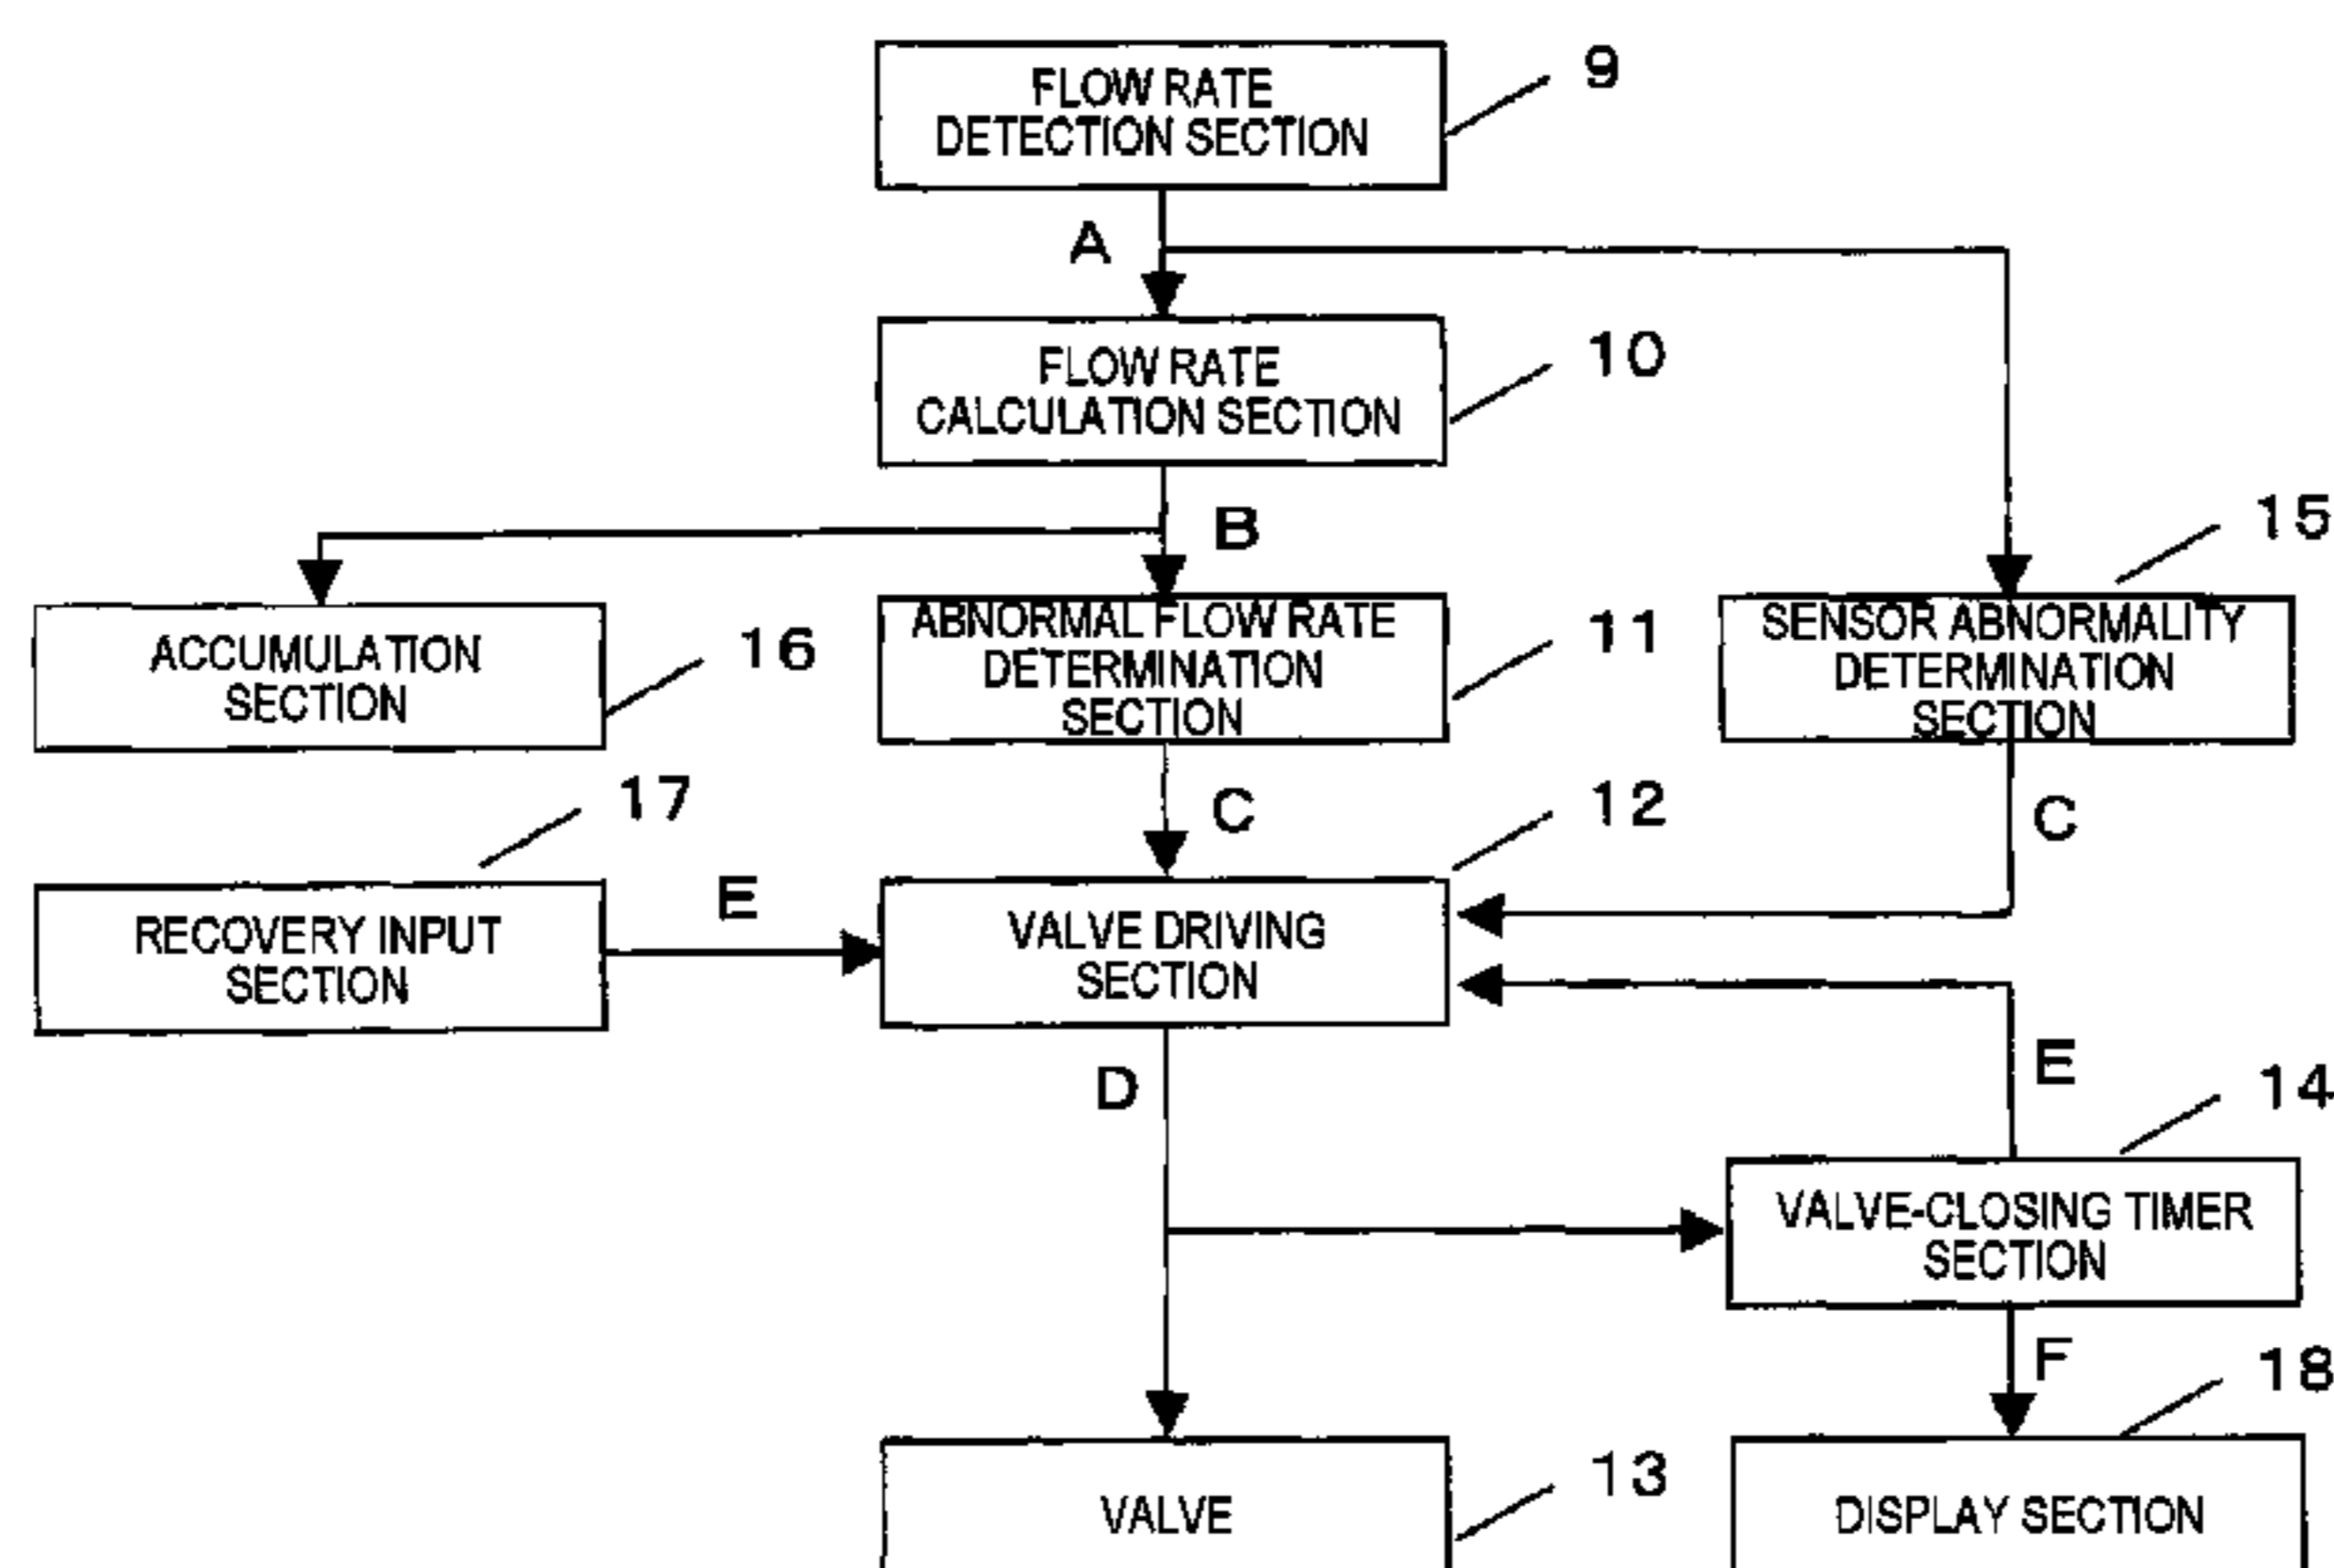 FLOW RATE
DETECTION SECTION
9
A
FLOW RATE
CALCULATION SECTION
10
B
15
ACCUMULATION
SECTION
16
ABNORMAL FLOW RATE
DETERMINATION
SECTION
11
SENSOR ABNORMALITY
DETERMINATION
SECTION
17
C
12
C
RECOVERY INPUT
SECTION
E
VALVE DRIVING
SECTION
D
E
14
VALVE-CLOSING TIMER
SECTION
F
18
VALVE
13
DISPLAY SECTION